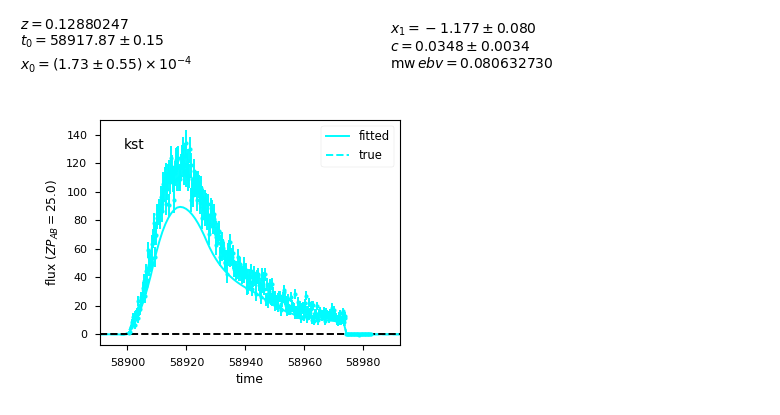 z = 0.12880247
t₀ = 58917.87 ± 0.15
x₀ = (1.73 ± 0.55) × 10⁻⁴
x₁ = −1.177 ± 0.080
c = 0.0348 ± 0.0034
mw ebv = 0.080632730
kst
fitted
true
flux (ZP_AB = 25.0)
140
120
100
80
60
40
20
0
58900 58920 58940 58960 58980
time